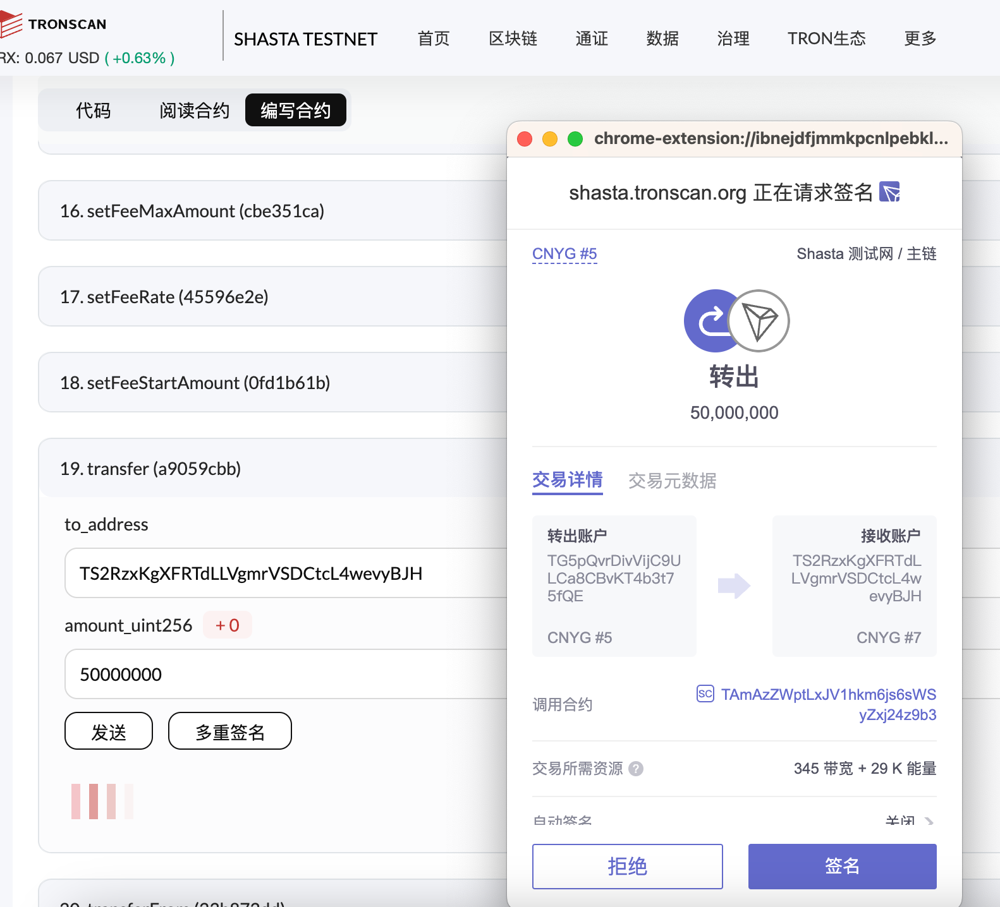 TRONSCAN
RX: 0.067 USD ( +0.63% )
SHASTA TESTNET
首页
区块链
通证
数据
治理
TRON生态
更多
代码
阅读合约
编写合约
16. setFeeMaxAmount (cbe351ca)
17. setFeeRate (45596e2e)
18. setFeeStartAmount (0fd1b61b)
19. transfer (a9059cbb)
to_address
TS2RzxKgXFRTdLLVgmrVSDCtcL4wevyBJH
amount_uint256
+ 0
50000000
发送
多重签名
20. transferFrom (23b872dd)
chrome-extension://ibnejdfjmmkpcnlpebkl...
shasta.tronscan.org 正在请求签名
CNYG #5
Shasta 测试网 / 主链
转出
50,000,000
交易详情
交易元数据
转出账户
TG5pQvrDivVijC9U
LCa8CBvKT4b3t7
5fQE
CNYG #5
接收账户
TS2RzxKgXFRTdL
LVgmrVSDCtcL4w
evyBJH
CNYG #7
调用合约
SC TAmAzZWptLxJV1hkm6js6sWS
yZxj24z9b3
交易所需资源 ?
345 带宽 + 29 K 能量
自动签名
关闭
拒绝
签名